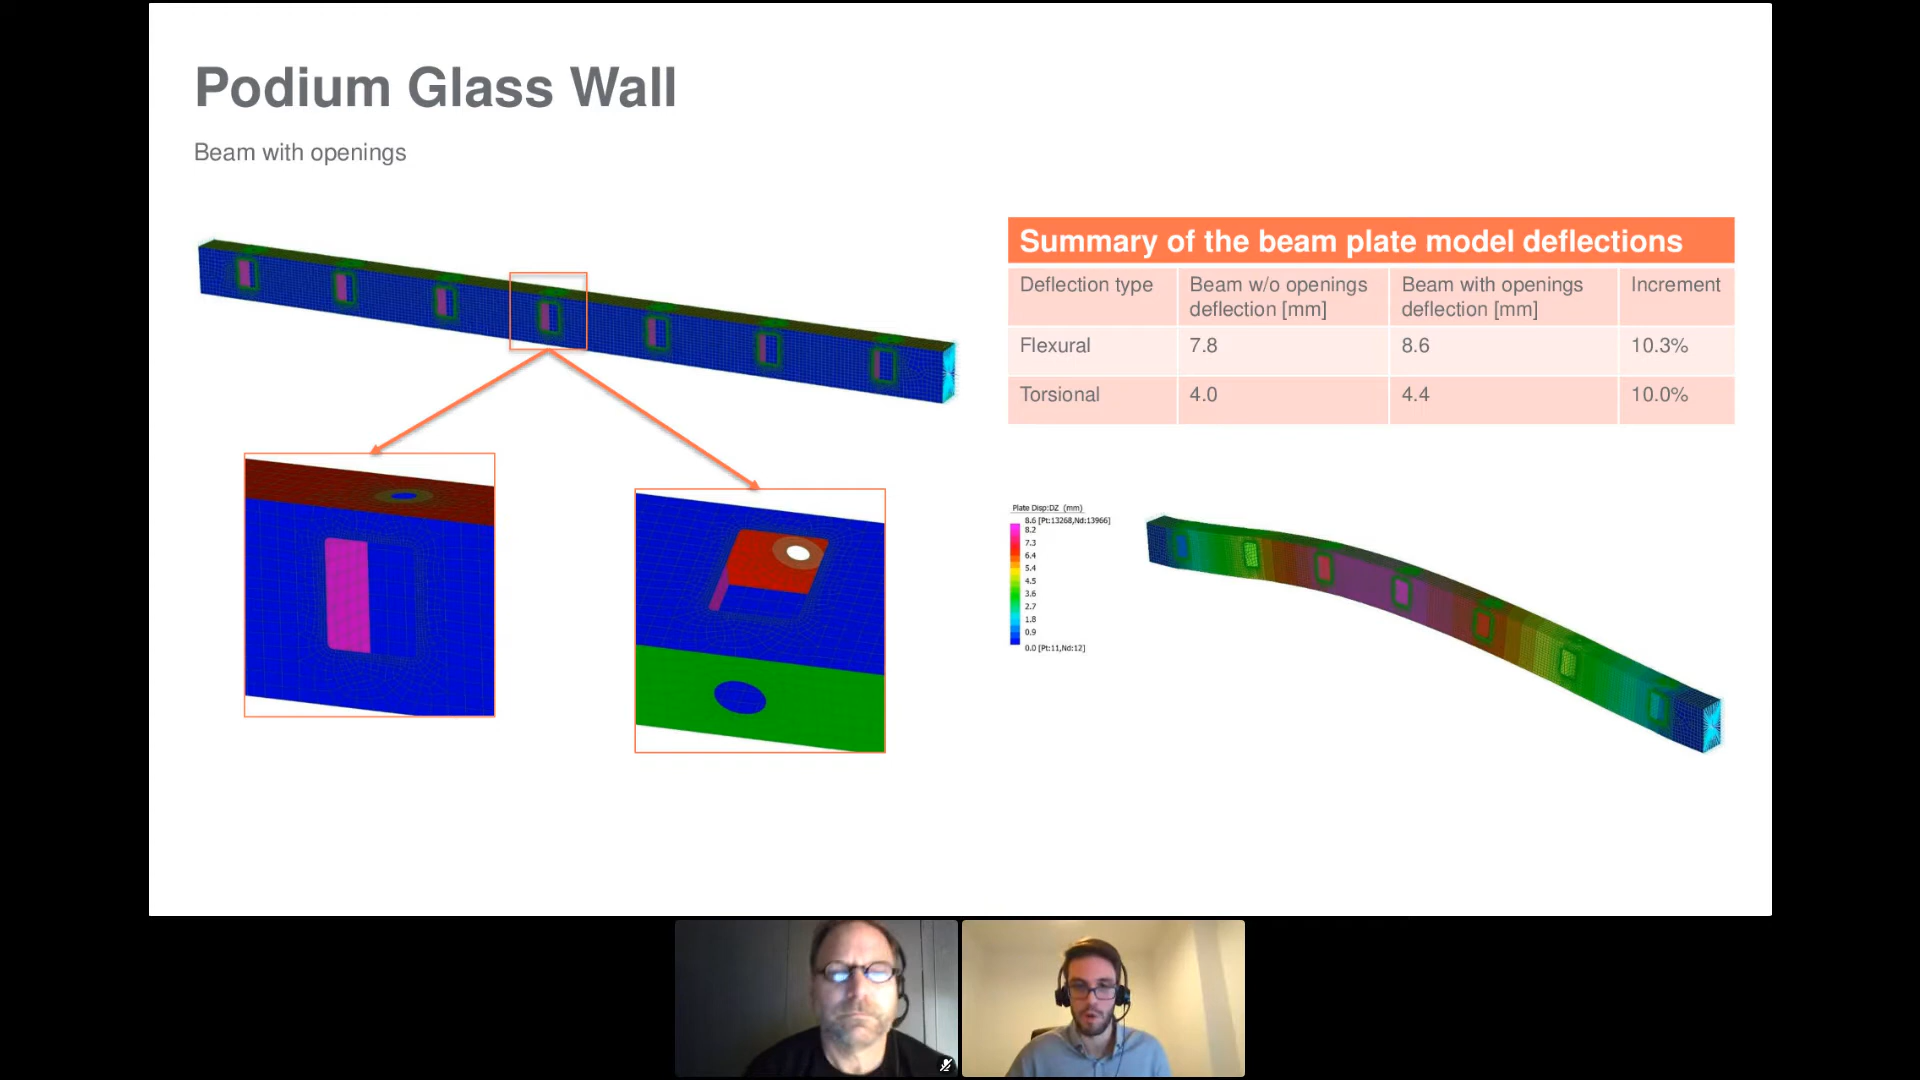 Podium Glass Wall
Beam with openings
Summary of the beam plate model deflections
Deflection type
Beam w/o openings
deflection [mm]
Beam with openings
deflection [mm]
Increment
Flexural 7.8 8.6 10.3%
Torsional 4.0 4.4 10.0%
Plate Disp:DZ (mm)
8.6 [Pt:13268,Nd:13966]
8.2
7.3
6.4
5.4
4.5
3.6
2.7
1.8
0.9
0.0 [Pt:11,Nd:12]